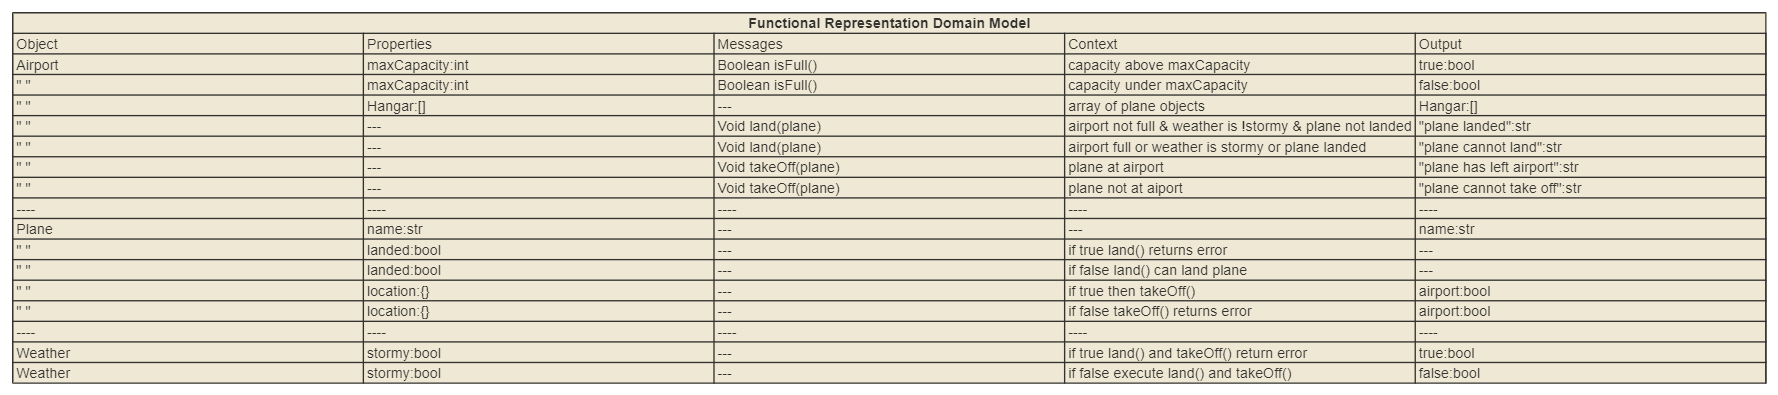 Functional Representation Domain Model
Object Properties Messages Context Output
Airport maxCapacity:int Boolean isFull() capacity above maxCapacity true:bool
" " maxCapacity:int Boolean isFull() capacity under maxCapacity false:bool
" " Hangar:[] --- array of plane objects Hangar:[]
" " --- Void land(plane) airport not full & weather is !stormy & plane not landed "plane landed":str
" " --- Void land(plane) airport full or weather is stormy or plane landed "plane cannot land":str
" " --- Void takeOff(plane) plane at airport "plane has left airport":str
" " --- Void takeOff(plane) plane not at aiport "plane cannot take off":str
---- ---- ---- ---- ----
Plane name:str --- --- name:str
" " landed:bool --- if true land() returns error ---
" " landed:bool --- if false land() can land plane ---
" " location:{} --- if true then takeOff() airport:bool
" " location:{} --- if false takeOff() returns error airport:bool
---- ---- ---- ---- ----
Weather stormy:bool --- if true land() and takeOff() return error true:bool
Weather stormy:bool --- if false execute land() and takeOff() false:bool